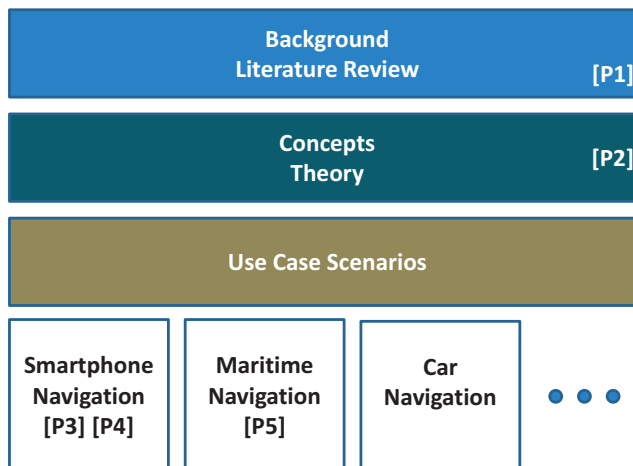 Background
Literature Review
[P1]
Concepts
Theory
[P2]
Use Case Scenarios
Smartphone
Navigation
[P3] [P4]
Maritime
Navigation
[P5]
Car
Navigation